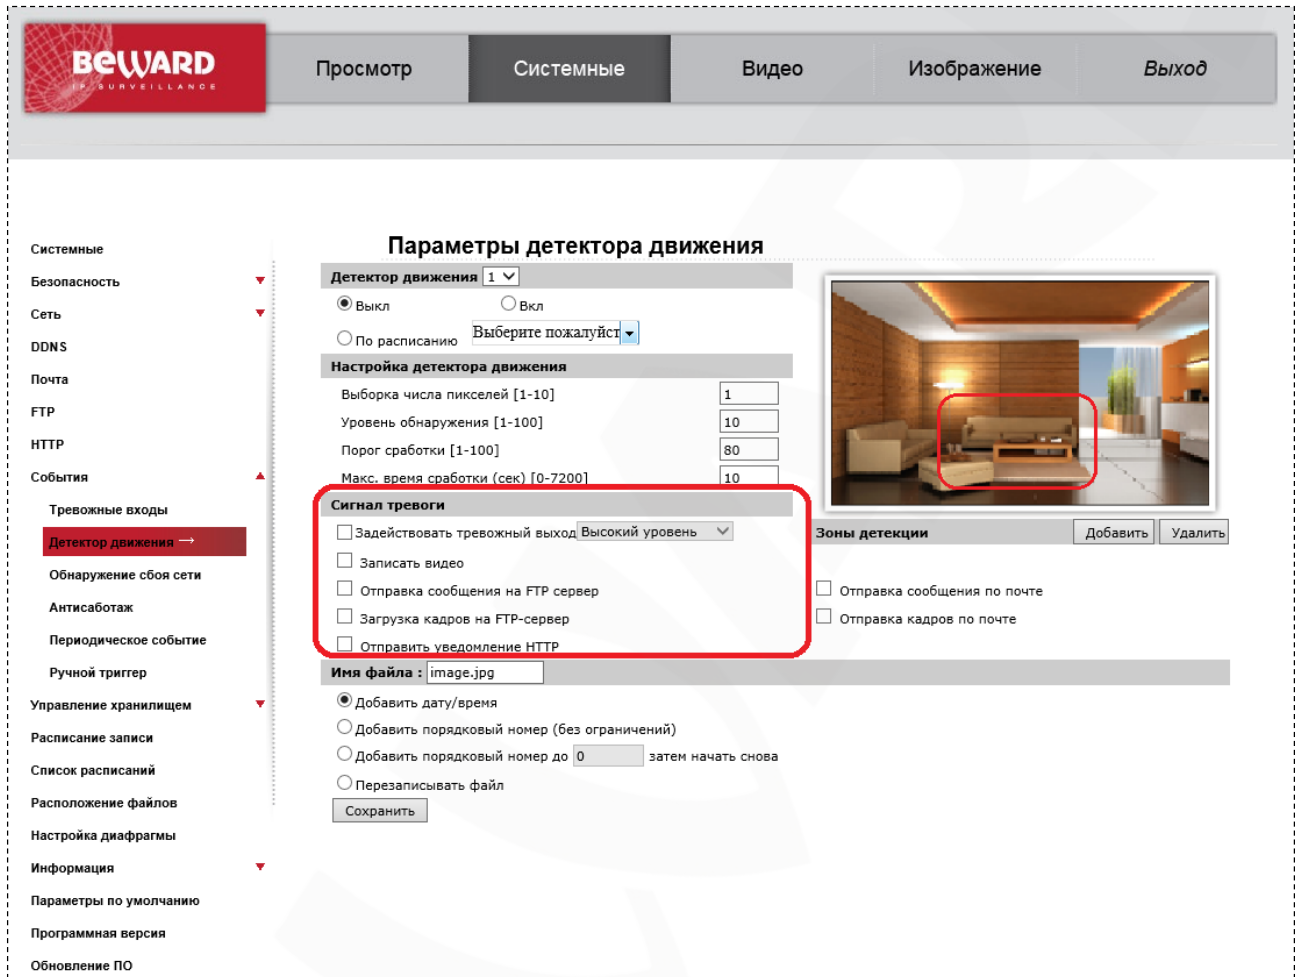 BEWARD
IP SURVEILLANCE
Просмотр
Системные
Видео
Изображение
Выход
Системные
Безопасность
Сеть
DDNS
Почта
FTP
HTTP
События
Тревожные входы
Детектор движения →
Обнаружение сбоя сети
Антисаботаж
Периодическое событие
Ручной триггер
Управление хранилищем
Расписание записи
Список расписаний
Расположение файлов
Настройка диафрагмы
Информация
Параметры по умолчанию
Программная версия
Обновление ПО
Параметры детектора движения
Детектор движения 1
Выкл Вкл
По расписанию Выберите пожалуйст
Настройка детектора движения
Выборка числа пикселей [1-10] 1
Уровень обнаружения [1-100] 10
Порог сработки [1-100] 80
Макс. время сработки (сек) [0-7200] 10
Сигнал тревоги
Задействовать тревожный выход Высокий уровень
Зоны детекции Добавить Удалить
Записать видео
Отправка сообщения на FTP сервер Отправка сообщения по почте
Загрузка кадров на FTP-сервер Отправка кадров по почте
Отправить уведомление HTTP
Имя файла : image.jpg
Добавить дату/время
Добавить порядковый номер (без ограничений)
Добавить порядковый номер до 0 затем начать снова
Перезаписывать файл
Сохранить